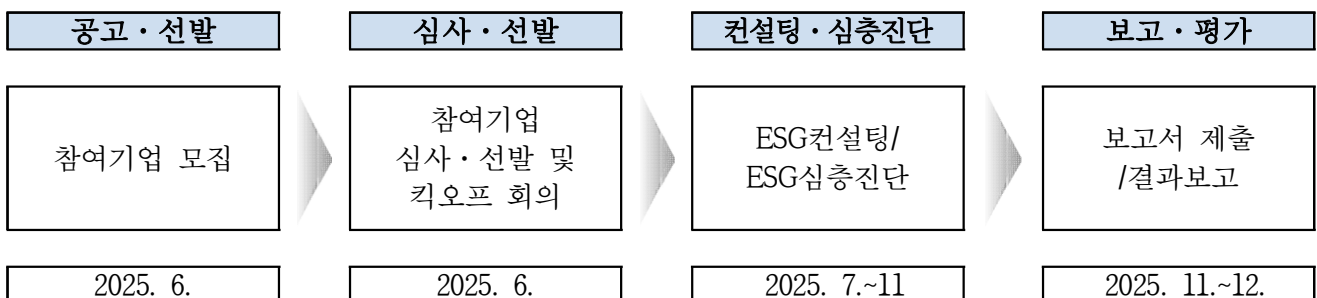 공고·선발
심사·선발
컨설팅·심층진단
보고·평가
참여기업 모집
참여기업
심사·선발 및
킥오프 회의
ESG컨설팅/
ESG심층진단
보고서 제출
/결과보고
2025. 6.
2025. 6.
2025. 7.~11
2025. 11.~12.